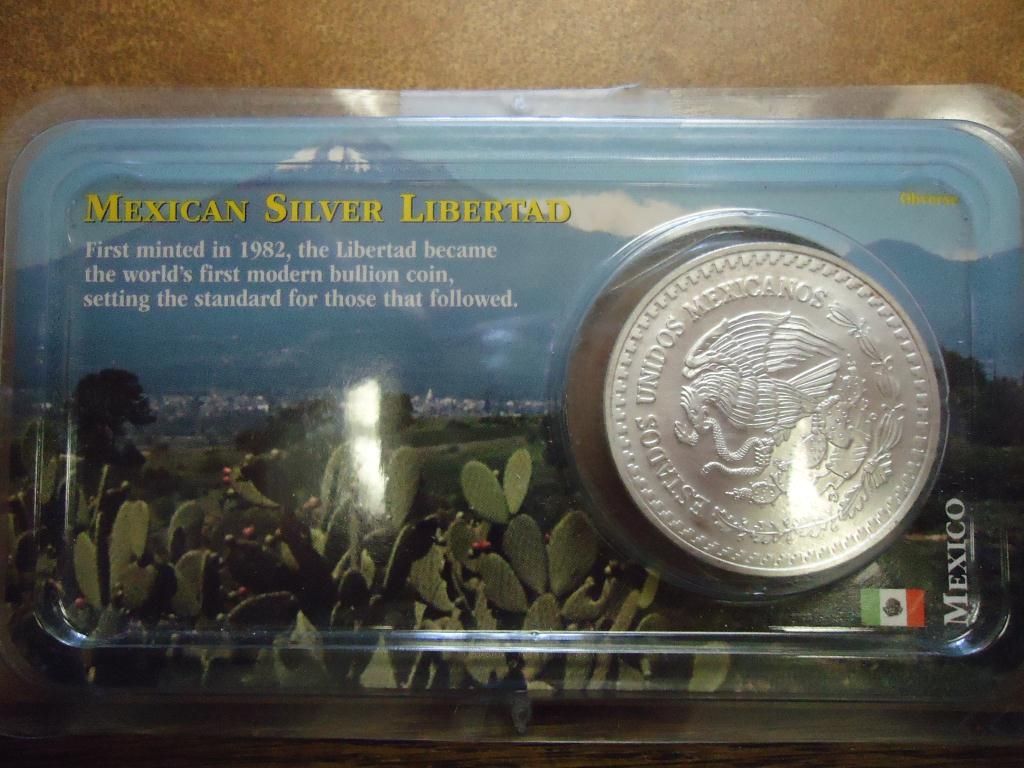 MEXICAN SILVER LIBERTAD
Obverse
First minted in 1982, the Libertad became
the world's first modern bullion coin,
setting the standard for those that followed.
ESTADOS UNIDOS MEXICANOS
MEXICO